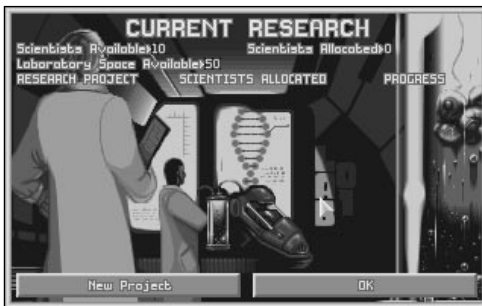 CURRENT RESEARCH
Scientists Available>10 Scientists Allocated>0
Laboratory Space Available>50
RESEARCH PROJECT SCIENTISTS ALLOCATED PROGRESS
New Project OK